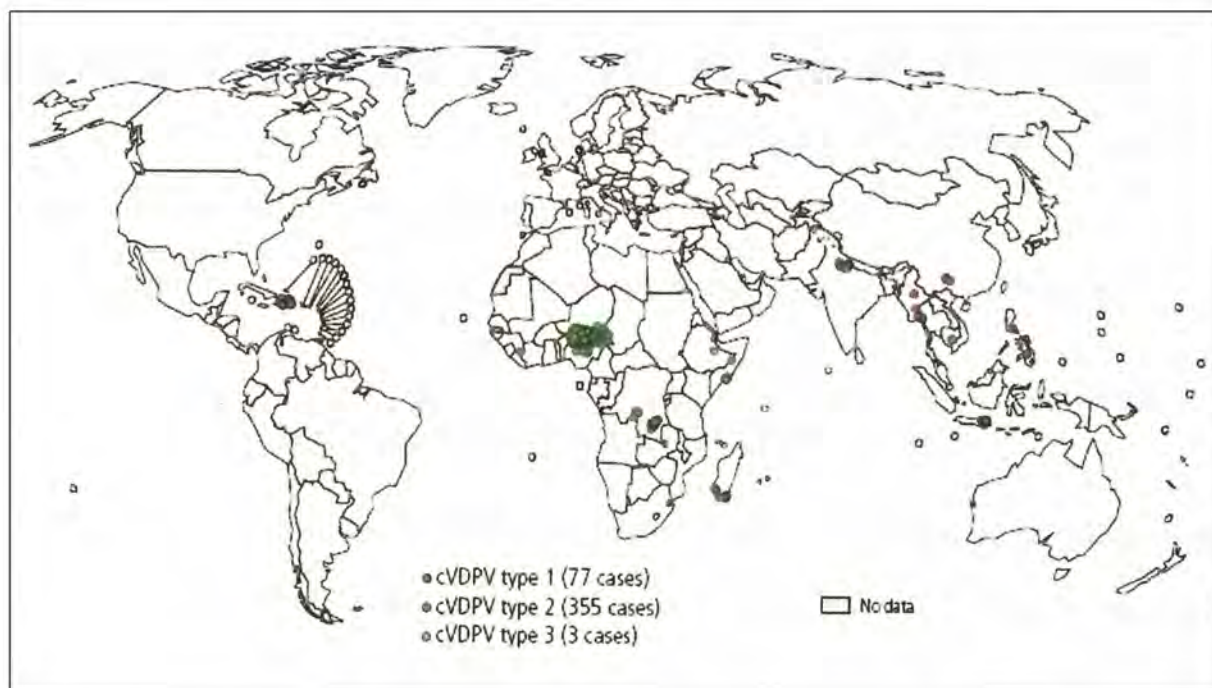 cVDPV type 1 (77 cases)
cVDPV type 2 (355 cases)
cVDPV type 3 (3 cases)
No data